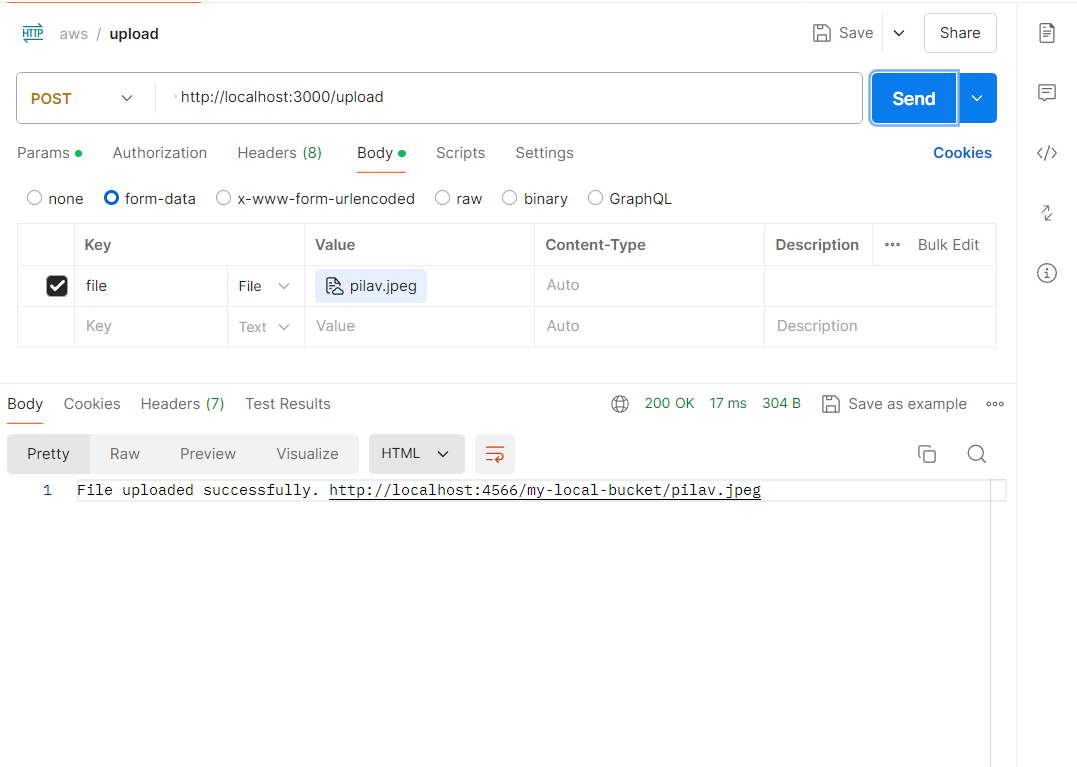 HTTP aws / upload Save Share
POST http://localhost:3000/upload Send
Params Authorization Headers (8) Body Scripts Settings Cookies
none form-data x-www-form-urlencoded raw binary GraphQL
Key Value Content-Type Description Bulk Edit
file File pilav.jpeg Auto
Key Text Value Auto Description
Body Cookies Headers (7) Test Results 200 OK 17 ms 304 B Save as example
Pretty Raw Preview Visualize HTML
1 File uploaded successfully. http://localhost:4566/my-local-bucket/pilav.jpeg